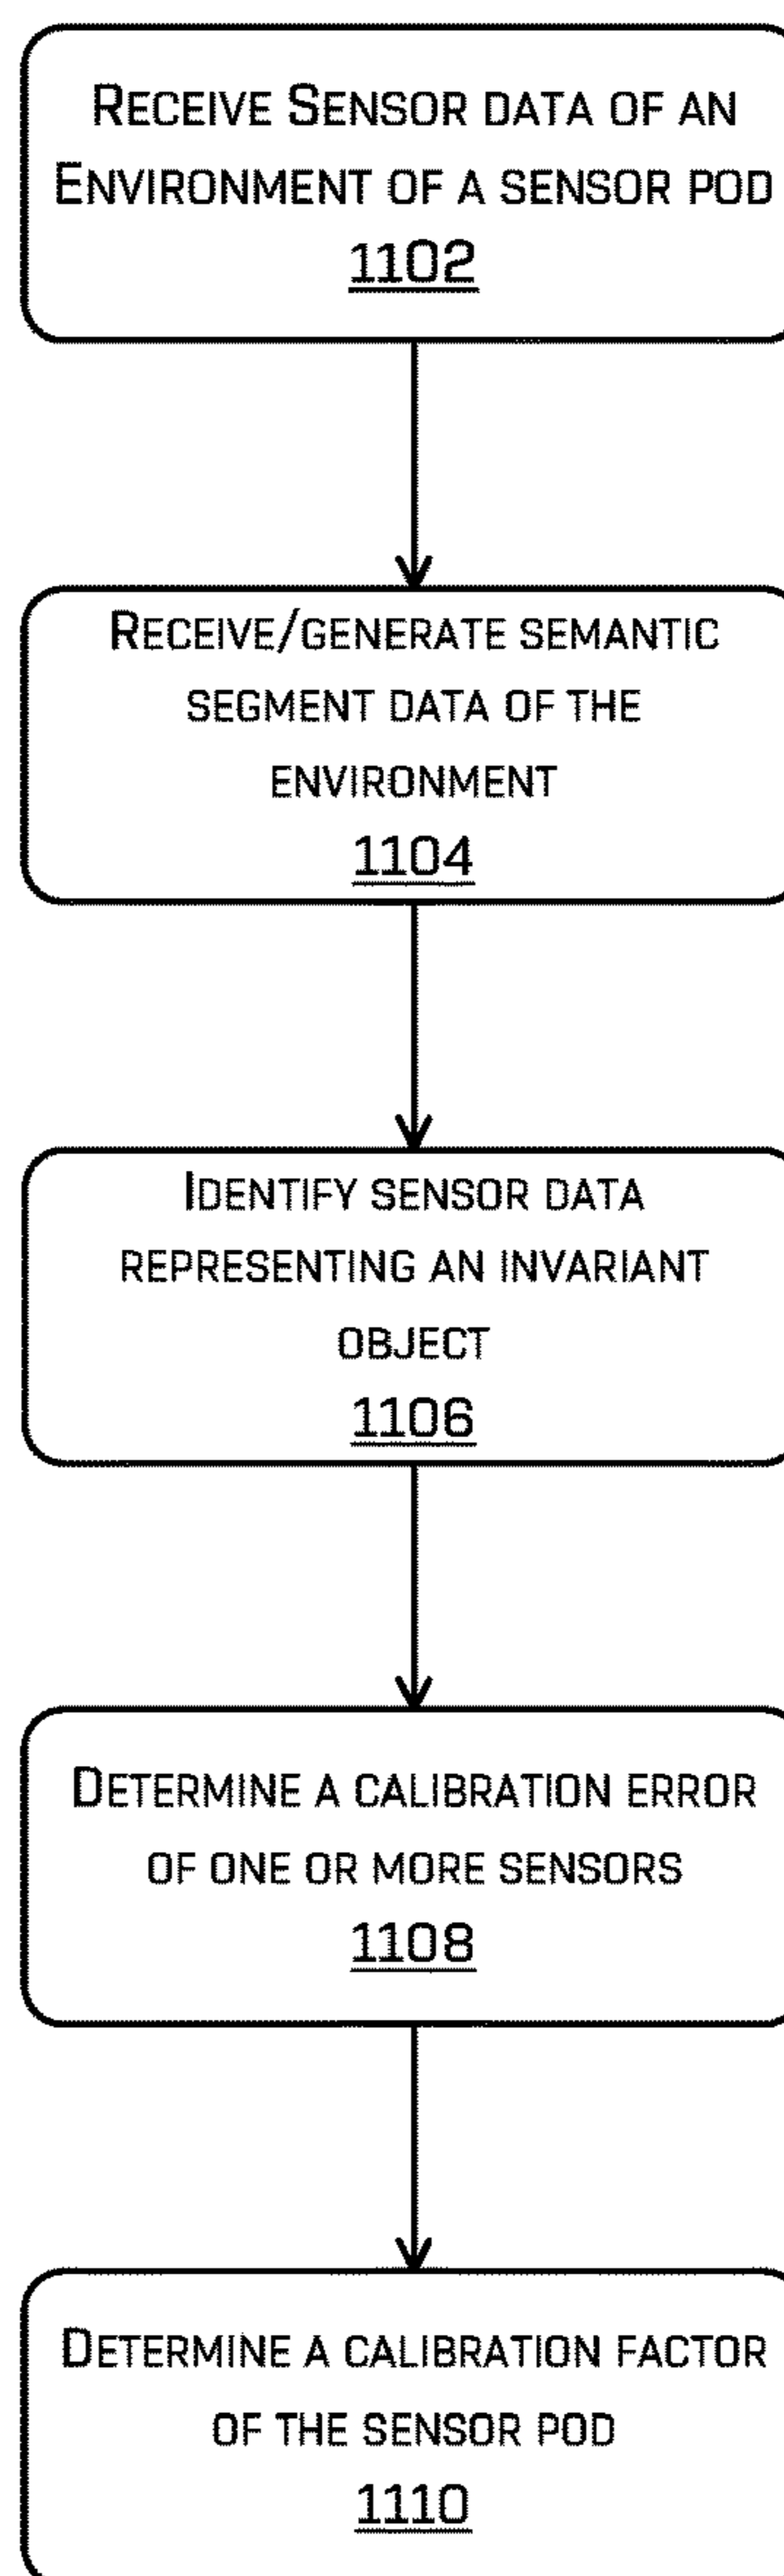 Receive Sensor data of an
Environment of a sensor pod
1102
Receive/generate semantic
segment data of the
environment
1104
Identify sensor data
representing an invariant
object
1106
Determine a calibration error
of one or more sensors
1108
Determine a calibration factor
of the sensor pod
1110